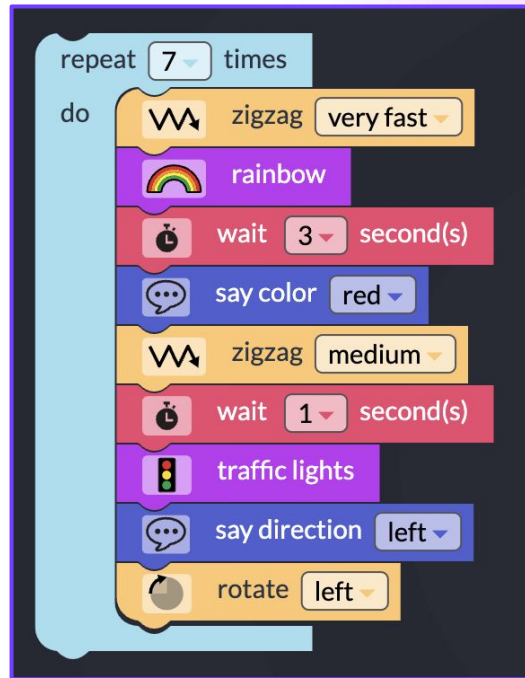 repeat 7 times
do zigzag very fast
rainbow
wait 3 second(s)
say color red
zigzag medium
wait 1 second(s)
traffic lights
say direction left
rotate left